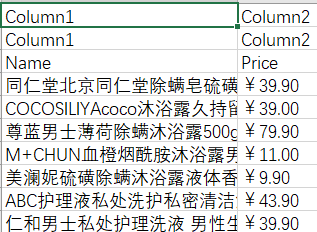 Column1 Column2
Column1 Column2
Name Price
同仁堂北京同仁堂除螨皂硫磺 ￥39.90
COCOSILIYAcoco沐浴露久持留 ￥39.00
尊蓝男士薄荷除螨沐浴露500g ￥79.90
M+CHUN血橙烟酰胺沐浴露男 ￥11.00
美澜妮硫磺除螨沐浴露液体香 ￥9.90
ABC护理液私处洗护私密清洁 ￥43.90
仁和男士私处护理洗液 男性生 ￥39.90